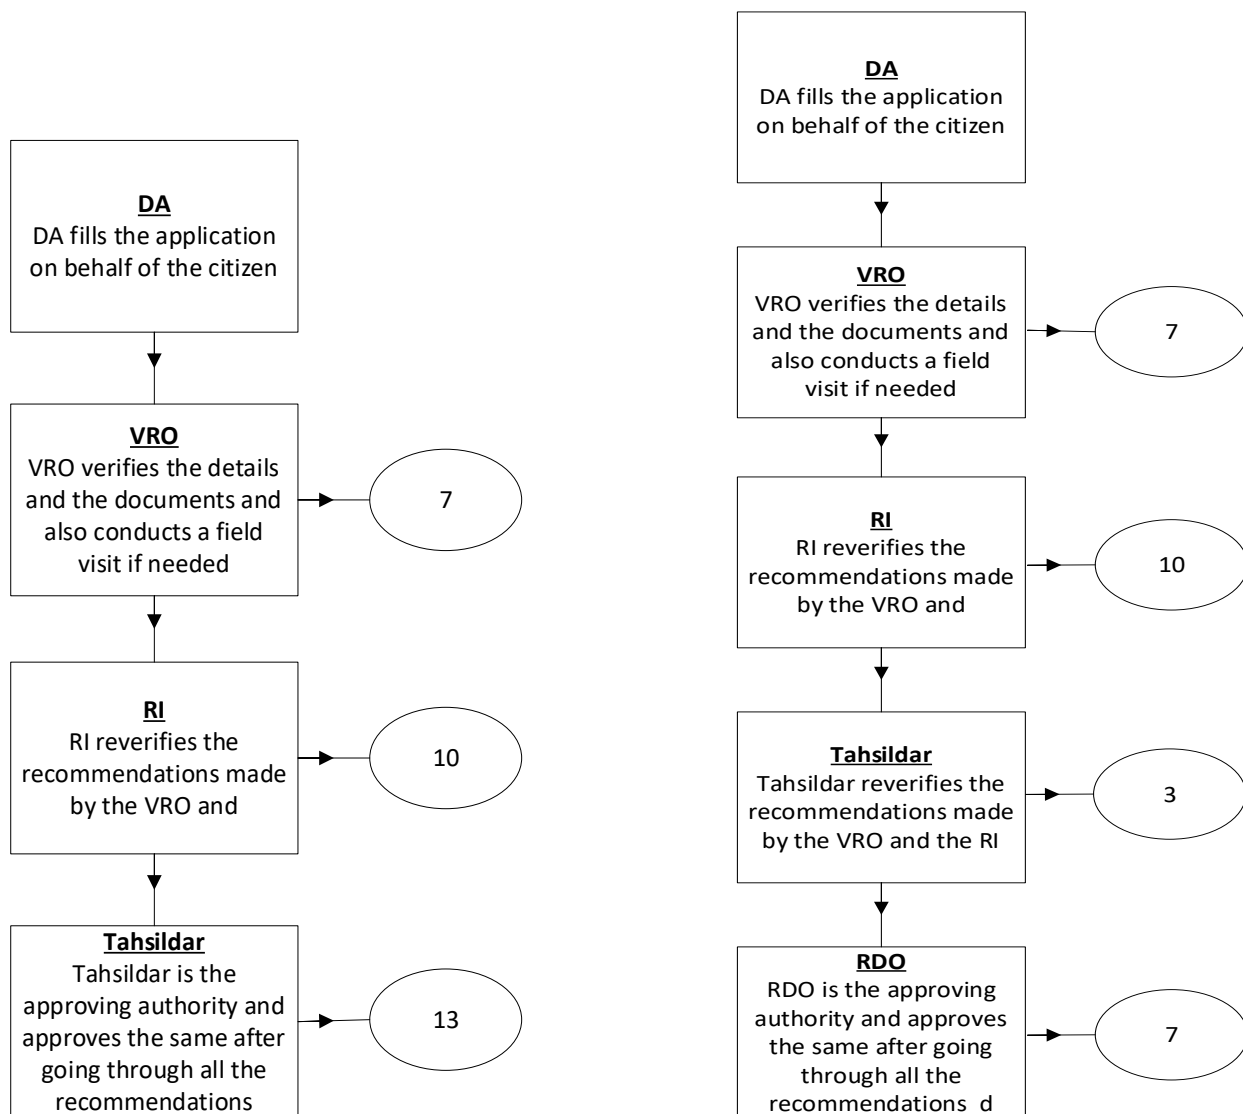 DA
DA fills the application
on behalf of the citizen
VRO
VRO verifies the details
and the documents and
also conducts a field
visit if needed
7
RI
RI reverifies the
recommendations made
by the VRO and
10
Tahsildar
Tahsildar is the
approving authority and
approves the same after
going through all the
recommendations
13
DA
DA fills the application
on behalf of the citizen
VRO
VRO verifies the details
and the documents and
also conducts a field
visit if needed
7
RI
RI reverifies the
recommendations made
by the VRO and
10
Tahsildar
Tahsildar reverifies the
recommendations made
by the VRO and the RI
3
RDO
RDO is the approving
authority and approves
the same after going
through all the
recommendations d
7